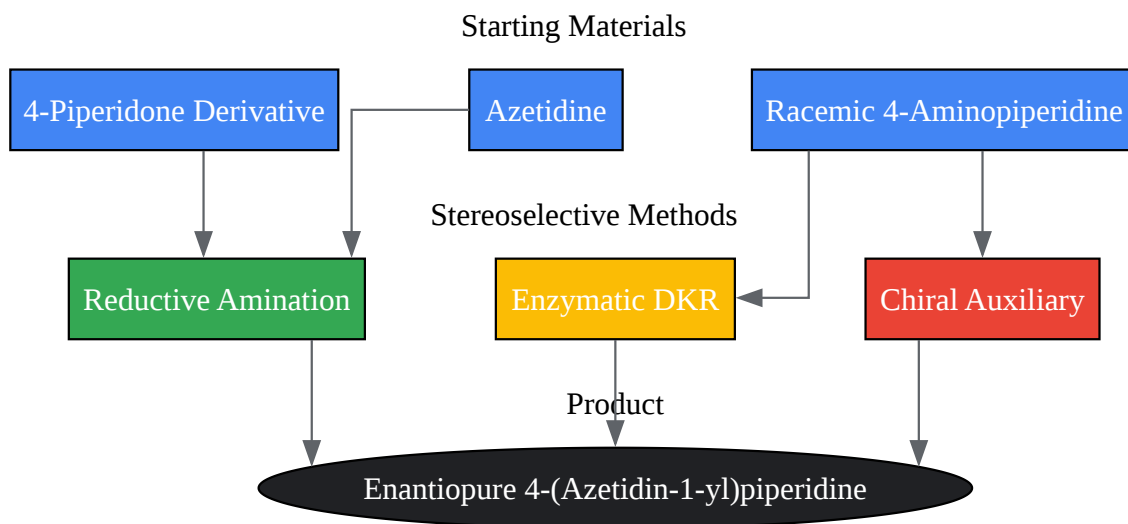 Starting Materials
4-Piperidone Derivative
Azetidine
Racemic 4-Aminopiperidine
Stereoselective Methods
Reductive Amination
Enzymatic DKR
Chiral Auxiliary
Product
Enantiopure 4-(Azetidin-1-yl)piperidine